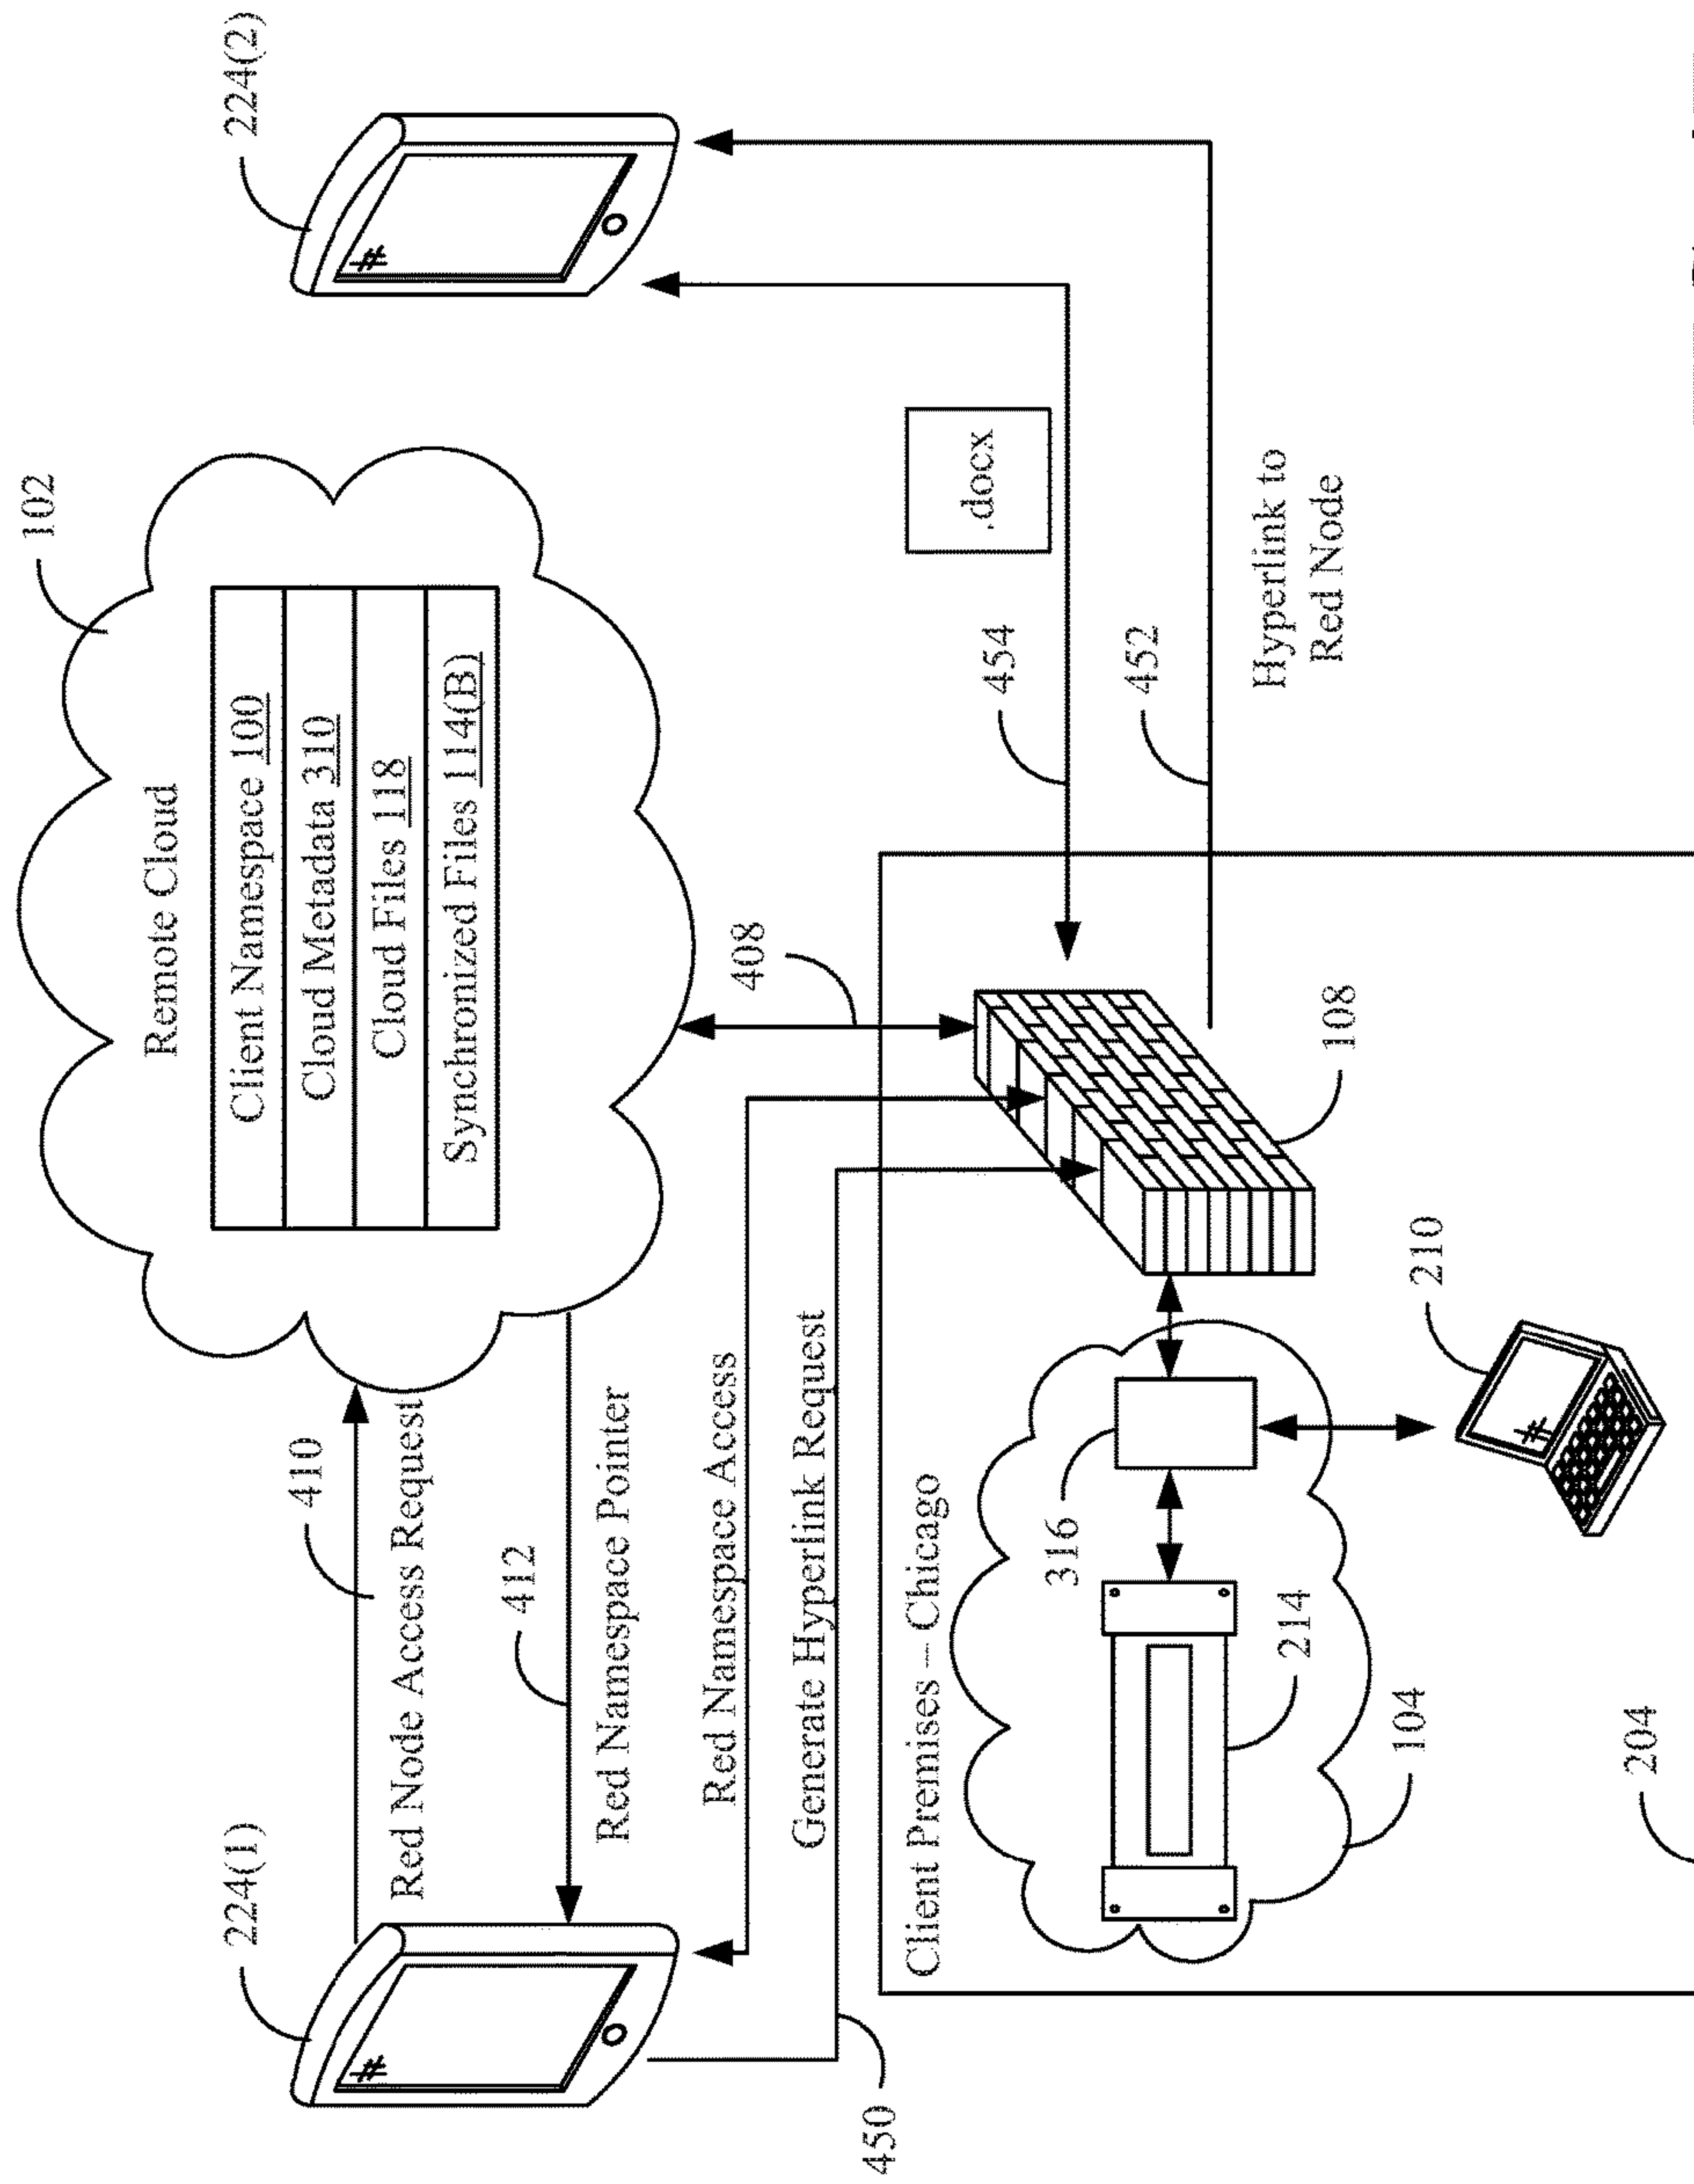 224(1)
410
Red Node Access Request
412
Red Namespace Pointer
Red Namespace Access
Generate Hyperlink Request
450
102
Remote Cloud
Client Namespace 100
Cloud Metadata 310
Cloud Files 118
Synchronized Files 114(B)
224(2)
408
.docx
454
452
Hyperlink to
Red Node
Client Premises – Chicago
316
108
214
104
210
204